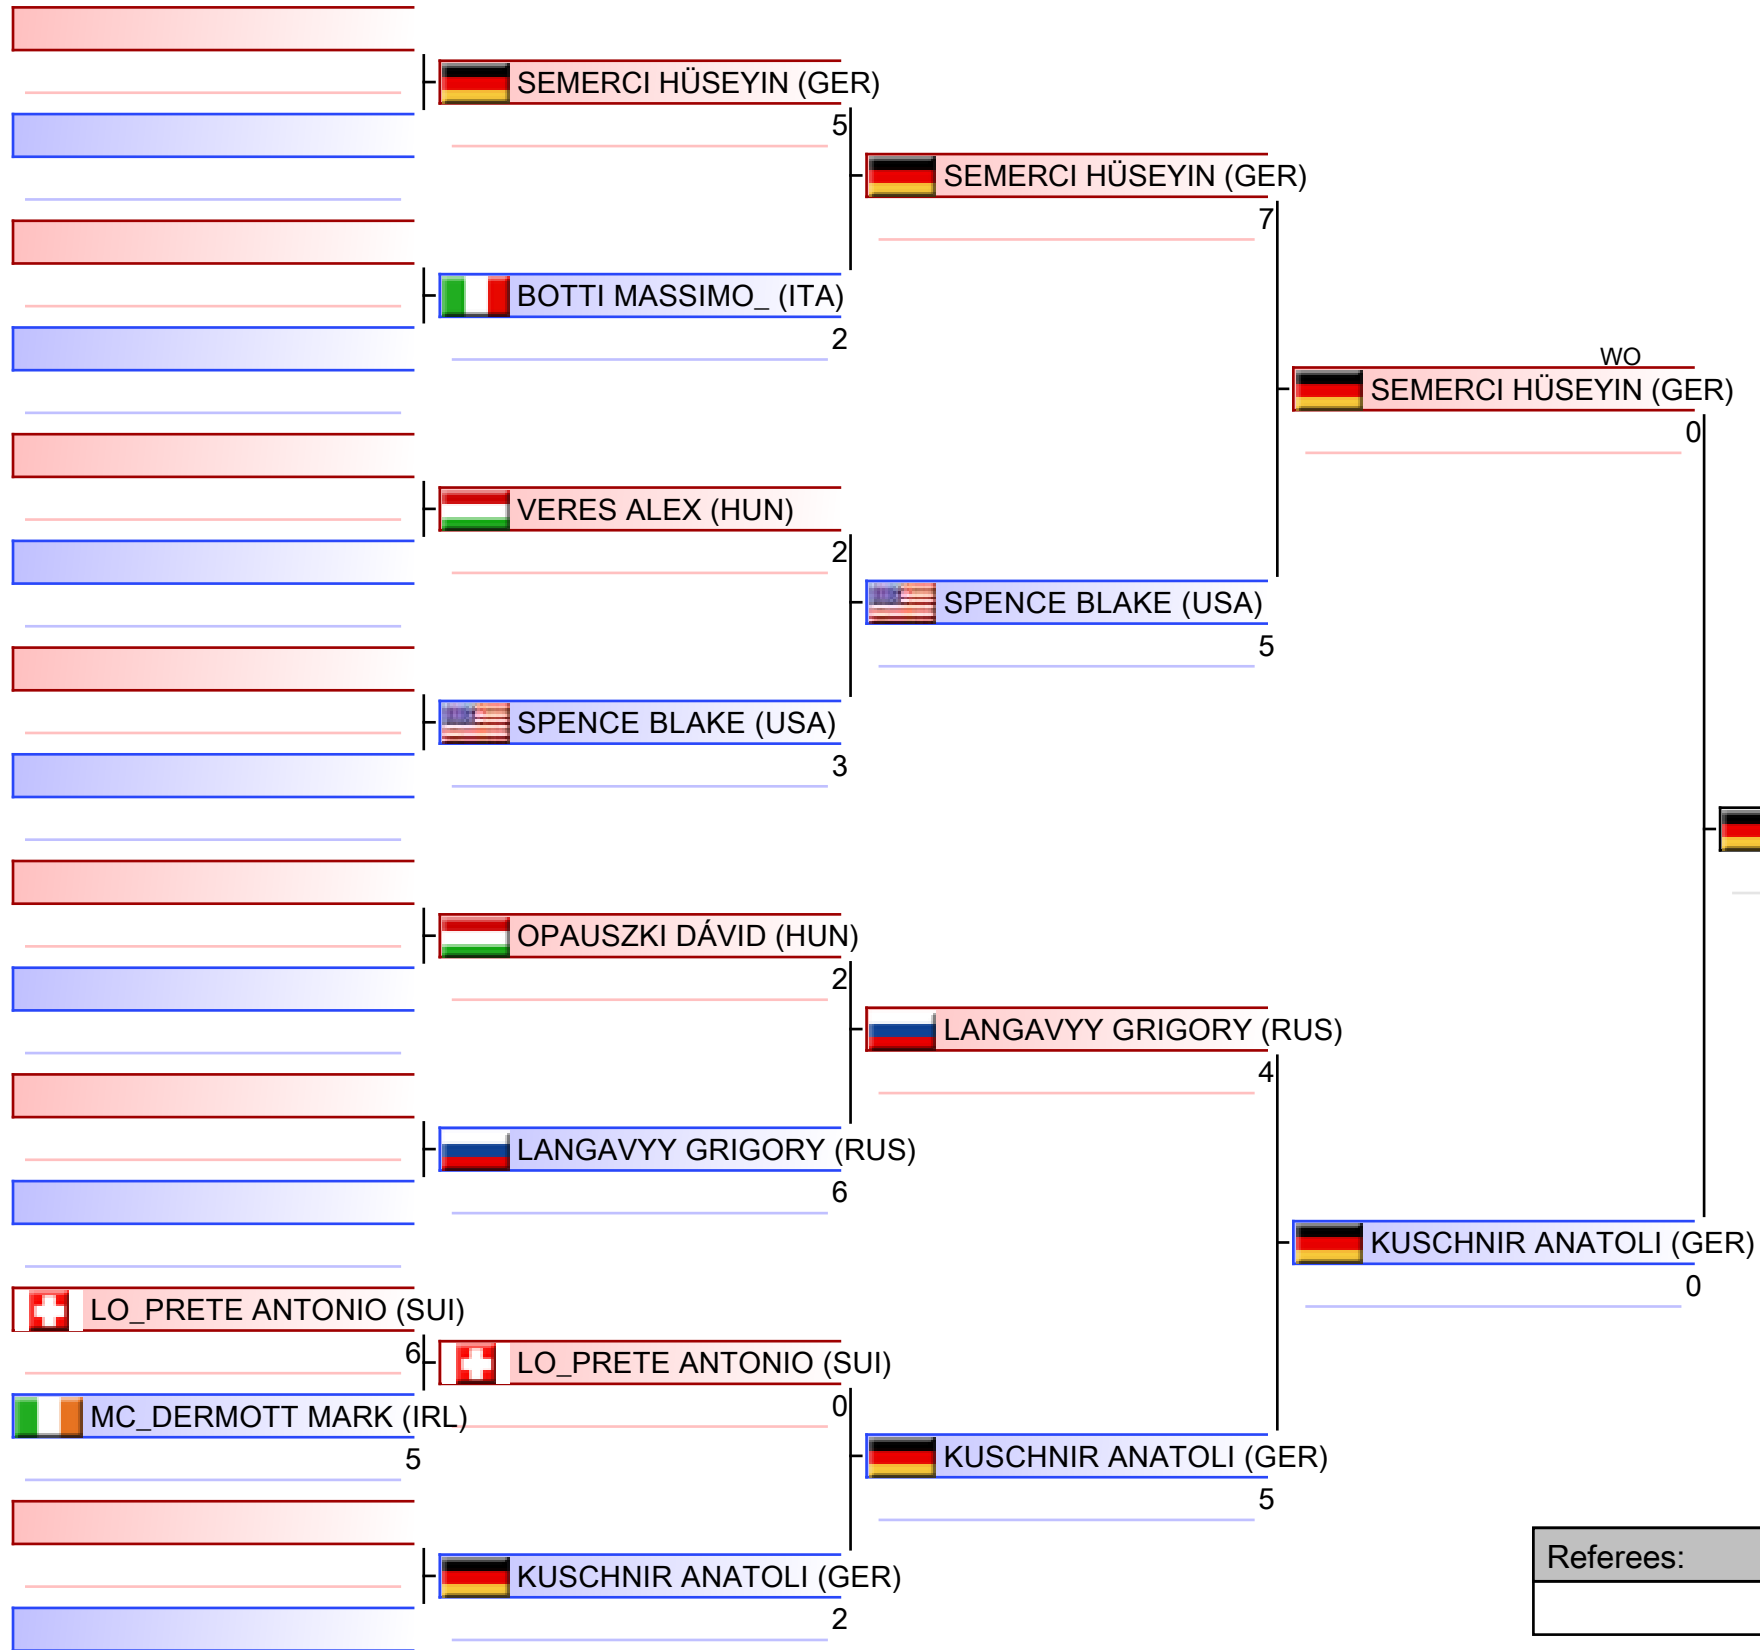 SEMERCI HÜSEYIN (GER)
5
SEMERCI HÜSEYIN (GER)
7
BOTTI MASSIMO_ (ITA)
2
WO
SEMERCI HÜSEYIN (GER)
0
VERES ALEX (HUN)
2
SPENCE BLAKE (USA)
5
SPENCE BLAKE (USA)
3
OPAUSZKI DÁVID (HUN)
2
LANGAVYY GRIGORY (RUS)
4
LANGAVYY GRIGORY (RUS)
6
KUSCHNIR ANATOLI (GER)
0
LO_PRETE ANTONIO (SUI)
6
LO_PRETE ANTONIO (SUI)
0
MC_DERMOTT MARK (IRL)
5
KUSCHNIR ANATOLI (GER)
5
Referees:
KUSCHNIR ANATOLI (GER)
2